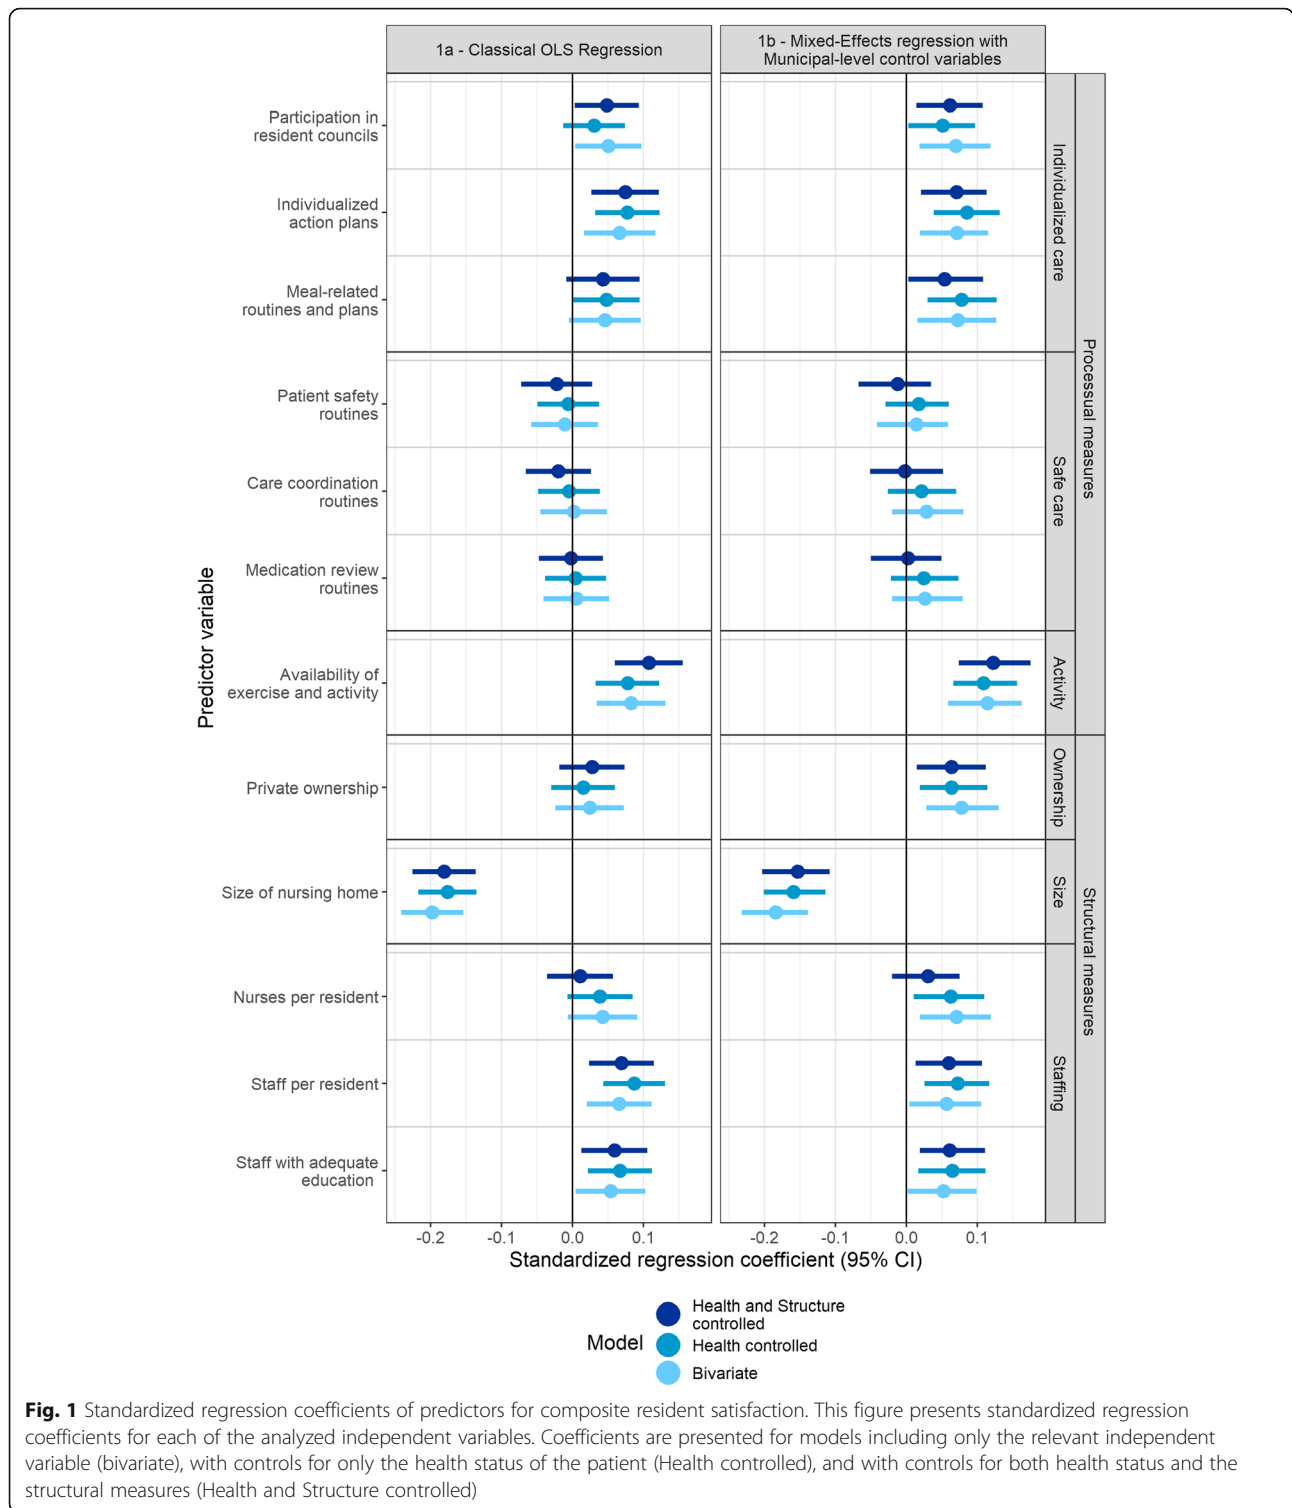 1a - Classical OLS Regression
1b - Mixed-Effects regression with
Municipal-level control variables
Predictor variable
Participation in
resident councils
Individualized
action plans
Meal-related
routines and plans
Patient safety
routines
Care coordination
routines
Medication review
routines
Availability of
exercise and activity
Private ownership
Size of nursing home
Nurses per resident
Staff per resident
Staff with adequate
education
Individualized care
Safe care
Activity
Ownership
Size
Staffing
Processual measures
Structural measures
-0.2 -0.1 0.0 0.1
-0.2 -0.1 0.0 0.1
Standardized regression coefficient (95% CI)
Model
Health and Structure
controlled
Health controlled
Bivariate
Fig. 1 Standardized regression coefficients of predictors for composite resident satisfaction. This figure presents standardized regression
coefficients for each of the analyzed independent variables. Coefficients are presented for models including only the relevant independent
variable (bivariate), with controls for only the health status of the patient (Health controlled), and with controls for both health status and the
structural measures (Health and Structure controlled)